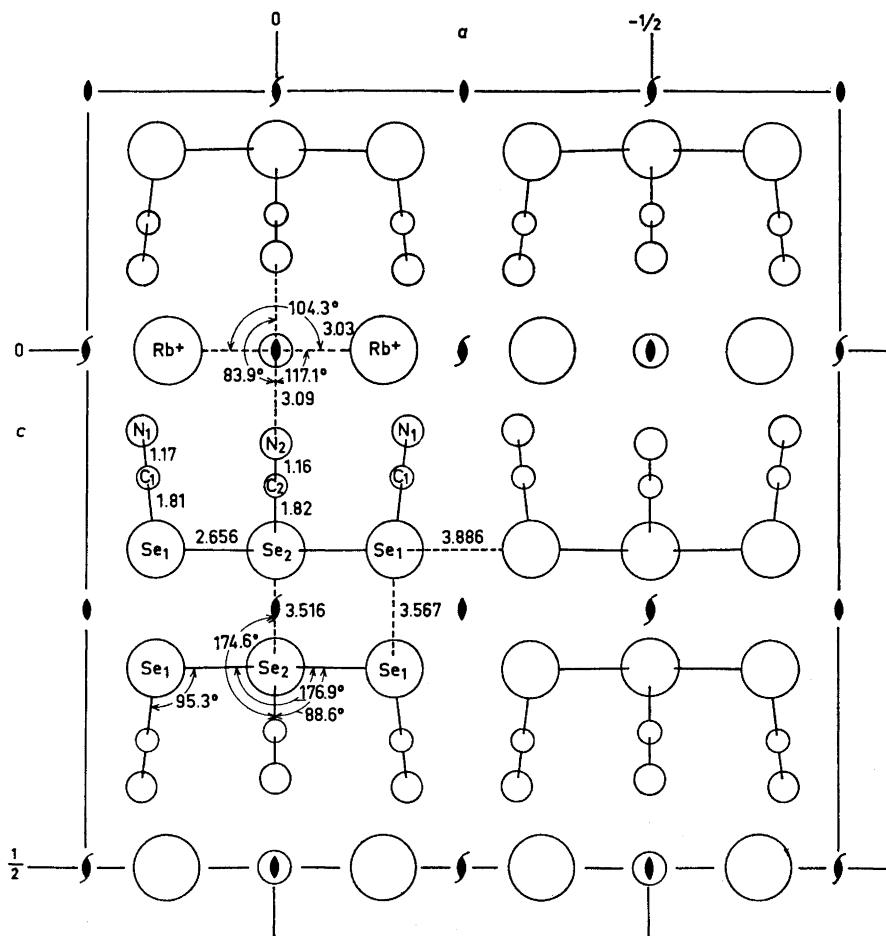 0
a
-1/2
104.3°
3.03
0
Rb+
Rb+
83.9°
117.1°
3.09
c
N1
N2
N1
1.17
1.16
C1
C2
C1
1.81
1.82
2.656
3.886
Se1
Se2
Se1
3.516
3.567
174.6°
Se1
Se2
Se1
95.3°
176.9°
88.6°
1/2